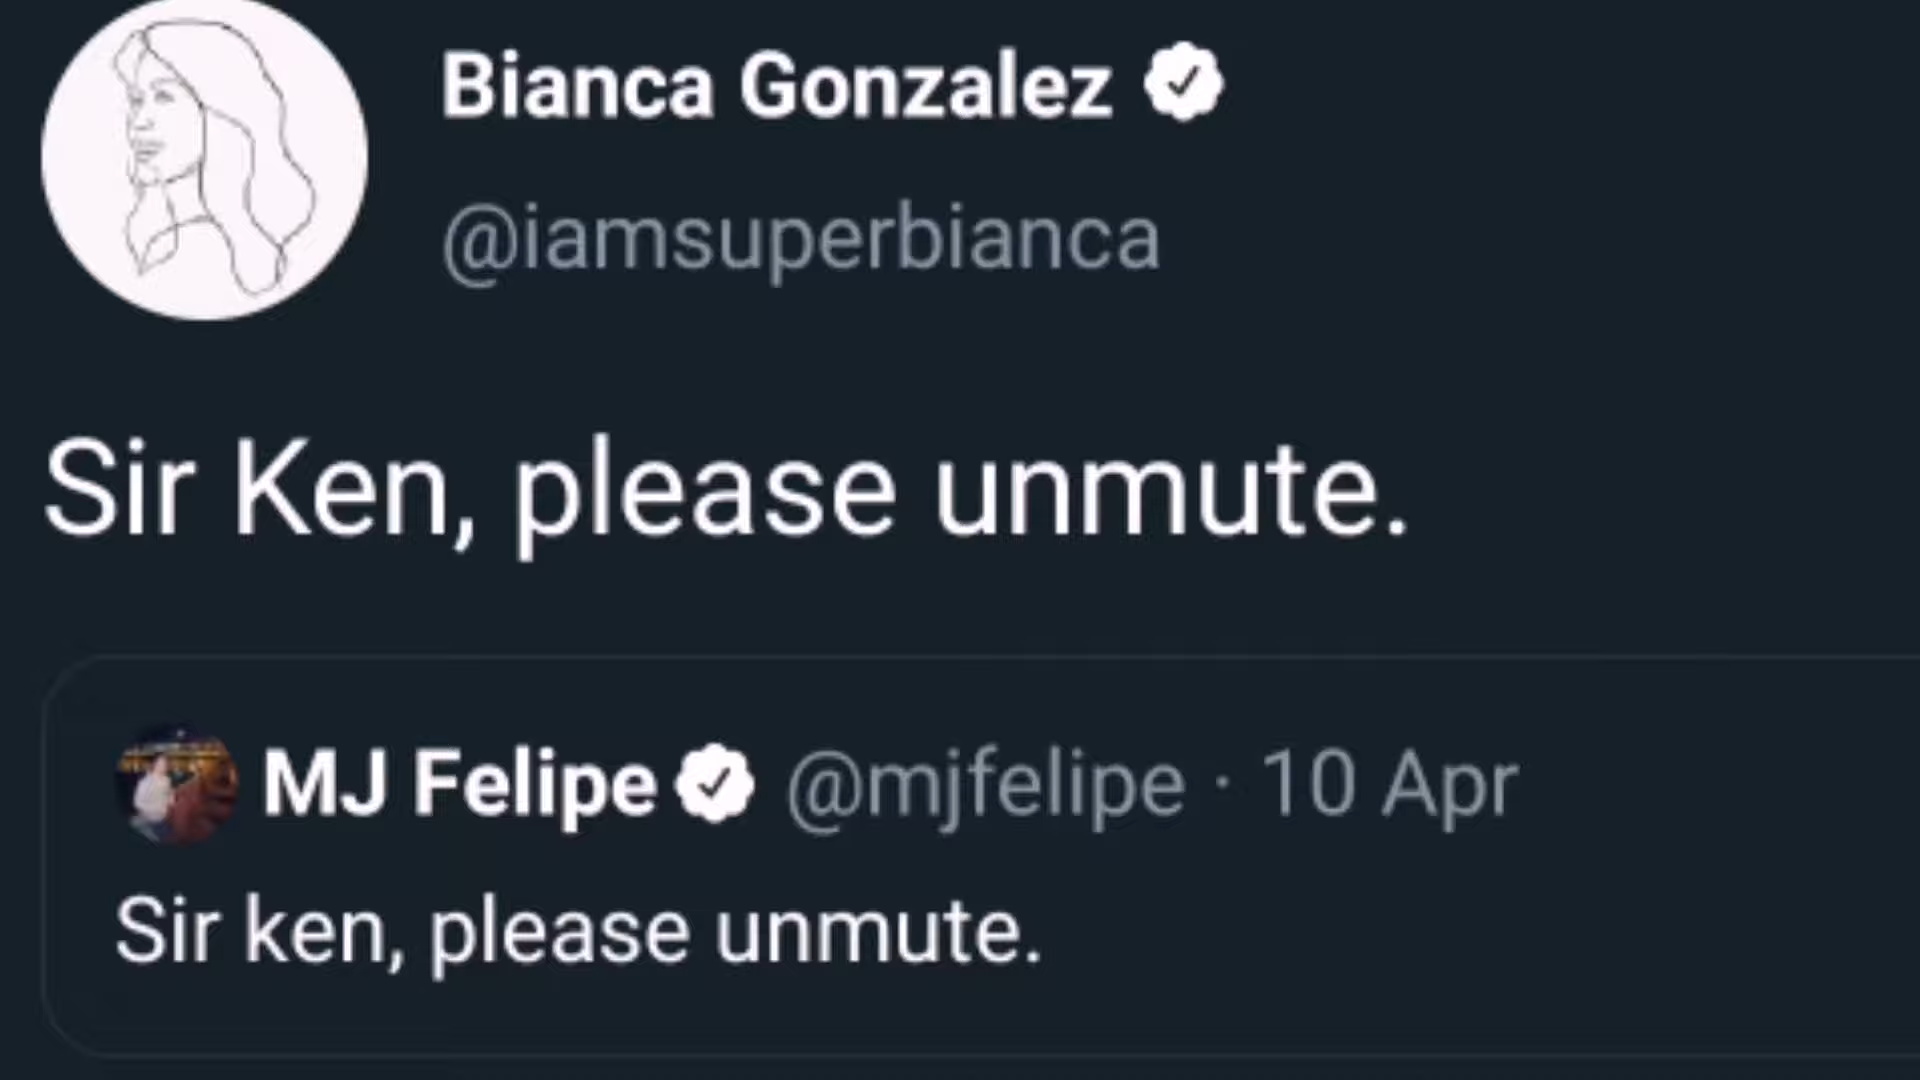 Bianca Gonzalez
@iamsuperbianca
Sir Ken, please unmute.
MJ Felipe @mjfelipe · 10 Apr
Sir ken, please unmute.